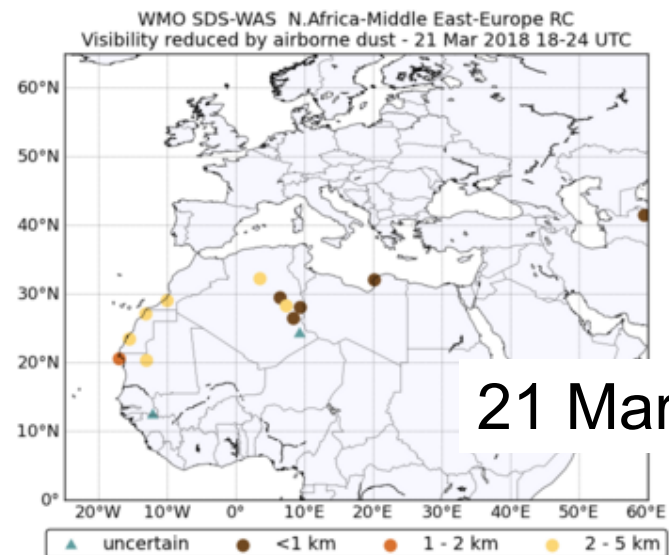 WMO SDS-WAS N.Africa-Middle East-Europe RC
Visibility reduced by airborne dust - 21 Mar 2018 18-24 UTC
60°N
50°N
40°N
30°N
20°N
21 Mar
10°N
0°
20°W 10°W 0° 10°E 20°E 30°E 40°E 50°E 60°E
uncertain <1 km 1 - 2 km 2 - 5 km